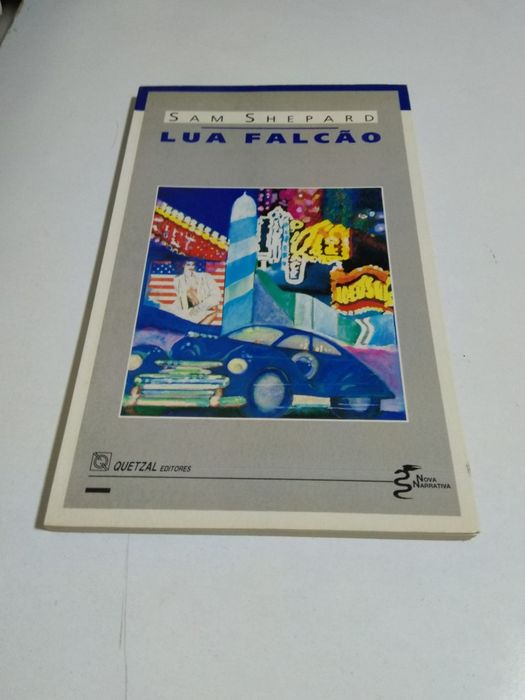 SAM SHEPARD
LUA FALCÃO
QUETZAL EDITORES
NOVA
NARRATIVA